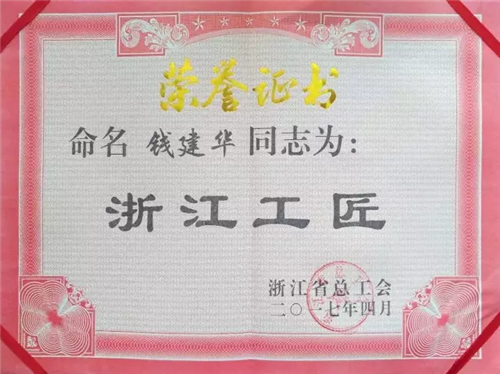 荣誉证书
命名 钱建华 同志为：
浙江工匠
浙江省总工会
二〇一七年四月